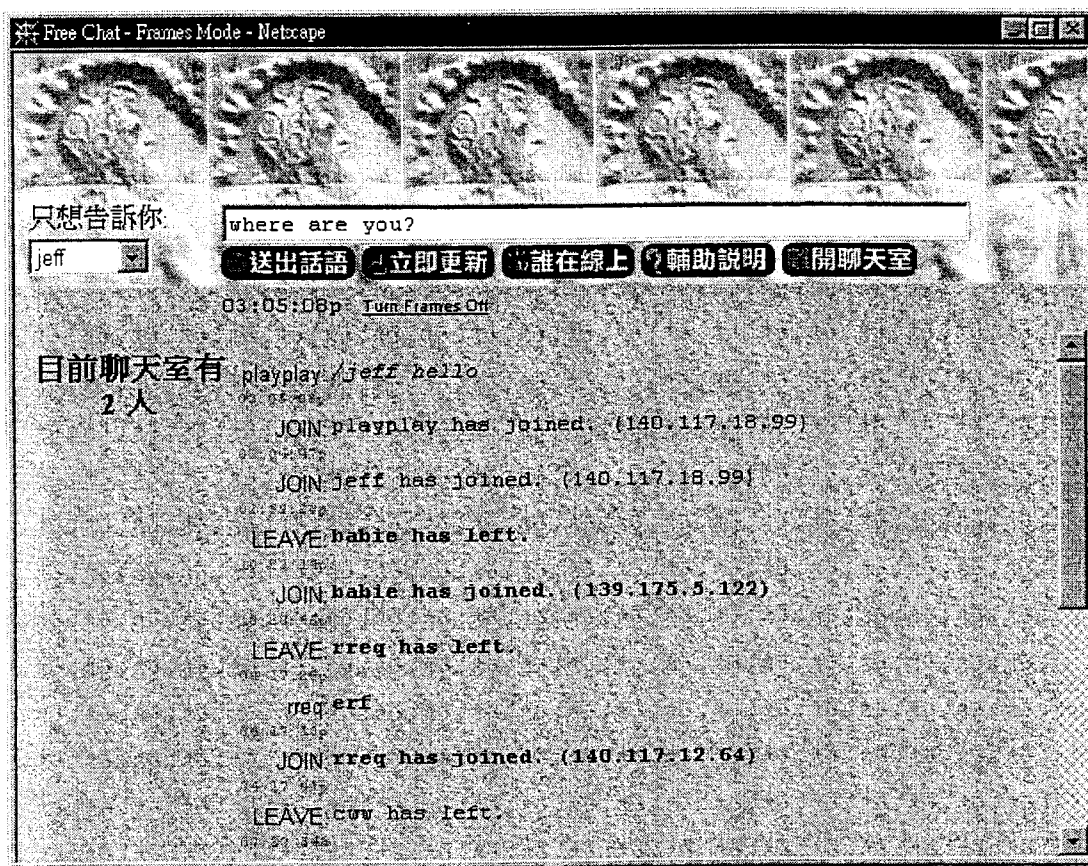 Free Chat - Frames Mode - Netscape
只想告訴你:
where are you?
jeff
送出話語 立即更新 誰在線上 輔助說明 開聊天室
03:05:08p Turn Frames Off
目前聊天室有
2 人
playplay: /jeff hello
JOIN: playplay has joined. (140.117.18.99)
JOIN: jeff has joined. (140.117.18.99)
LEAVE: babie has left.
JOIN: babie has joined. (139.175.5.122)
LEAVE: rreq has left.
rreq: erf
JOIN: rreq has joined. (140.117.12.64)
LEAVE: cww has left.